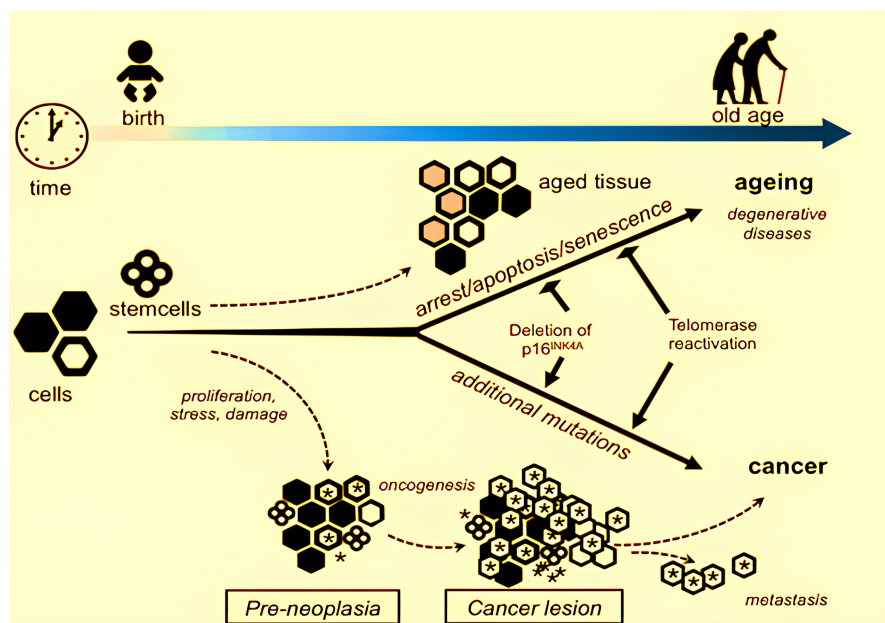 birth
old age
time
aged tissue
ageing
degenerative
diseases
arrest/apoptosis/senescence
stemcells
Deletion of
p16INK4A
Telomerase
reactivation
cells
proliferation,
stress, damage
additional mutations
cancer
oncogenesis
metastasis
Pre-neoplasia
Cancer lesion